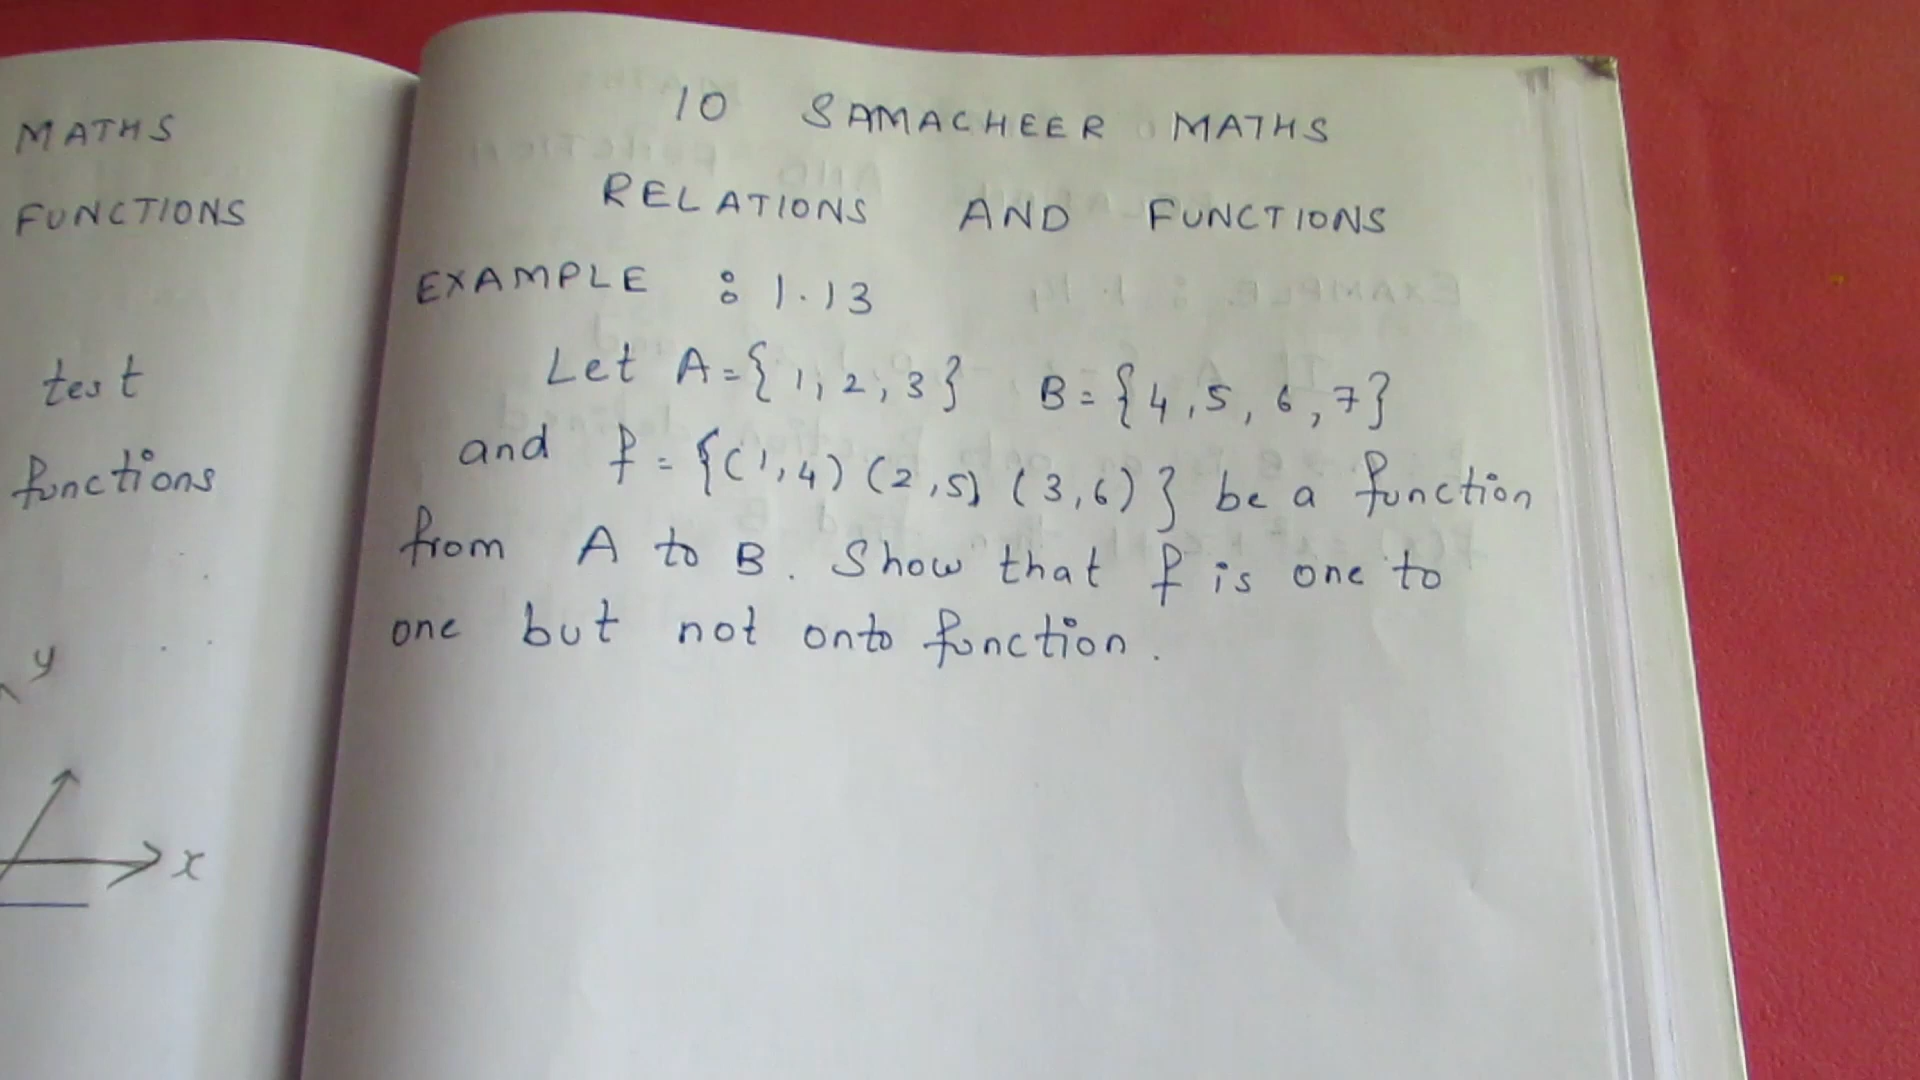 MATHS
FUNCTIONS
test
functions
y
x
10 SAMACHEER MATHS
RELATIONS AND FUNCTIONS
EXAMPLE : 1.13
Let A={1, 2, 3} B={4, 5, 6, 7}
and f={(1,4) (2,5) (3,6)} be a function
from A to B. Show that f is one to
one but not onto function.